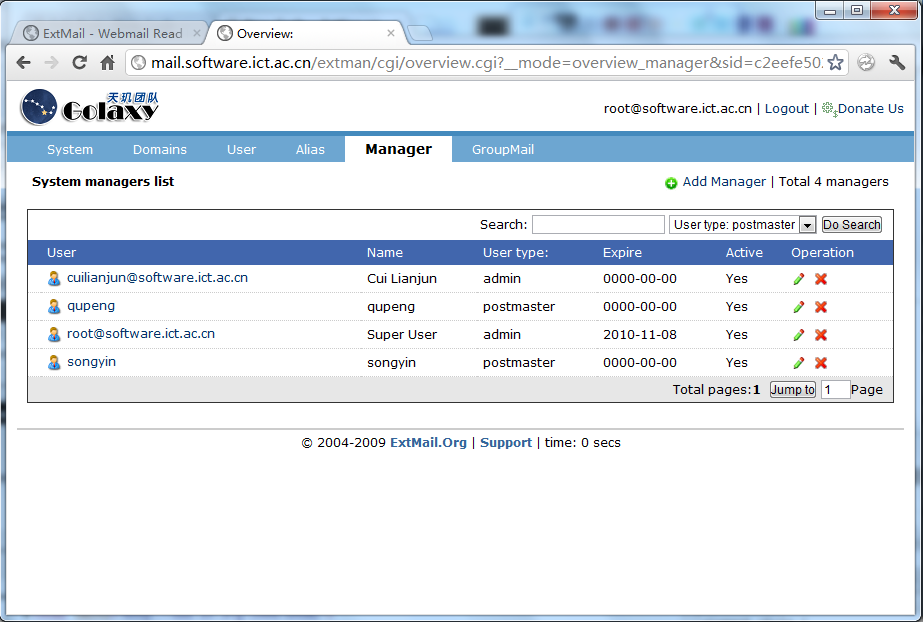 ExtMail - Webmail Read
Overview:
mail.software.ict.ac.cn/extman/cgi/overview.cgi?__mode=overview_manager&sid=c2eefe50
天玑团队
Golaxy
root@software.ict.ac.cn | Logout | Donate Us
System Domains User Alias Manager GroupMail
System managers list
Add Manager | Total 4 managers
Search: User type: postmaster Do Search
User Name User type: Expire Active Operation
cuilianjun@software.ict.ac.cn Cui Lianjun admin 0000-00-00 Yes
qupeng qupeng postmaster 0000-00-00 Yes
root@software.ict.ac.cn Super User admin 2010-11-08 Yes
songyin songyin postmaster 0000-00-00 Yes
Total pages:1 Jump to 1 Page
© 2004-2009 ExtMail.Org | Support | time: 0 secs